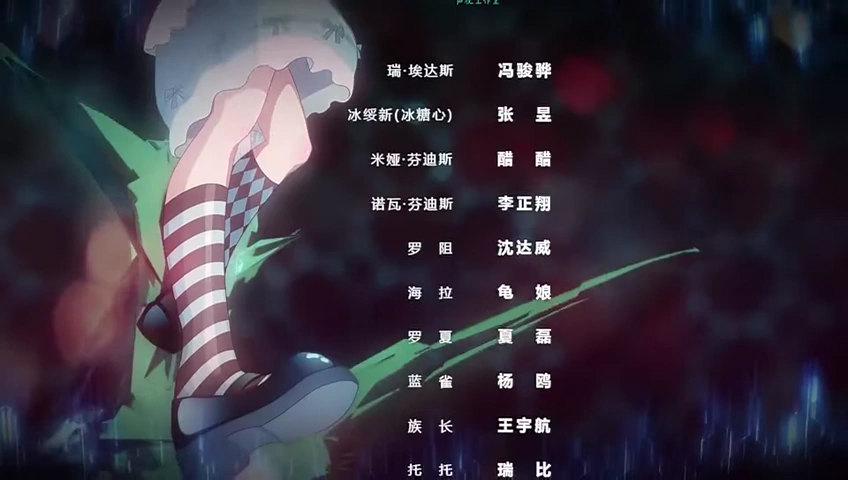 瑞·埃达斯 冯骏骅
冰绥新(冰糖心) 张昱
米娅·芬迪斯 醋醋
诺瓦·芬迪斯 李正翔
罗阻 沈达威
海拉 龟娘
罗夏 夏磊
蓝雀 杨鸥
族长 王宇航
托托 瑞比